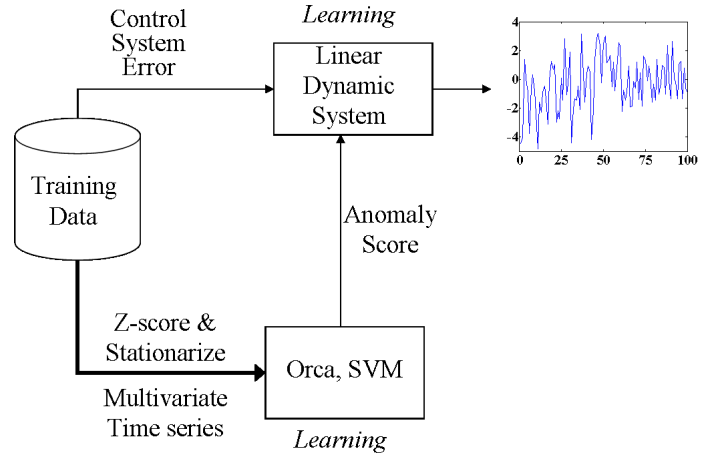 Control
System
Error
Learning
Linear
Dynamic
System
4
2
0
-2
-4
0 25 50 75 100
Training
Data
Anomaly
Score
Z-score &
Stationarize
Multivariate
Time series
Orca, SVM
Learning